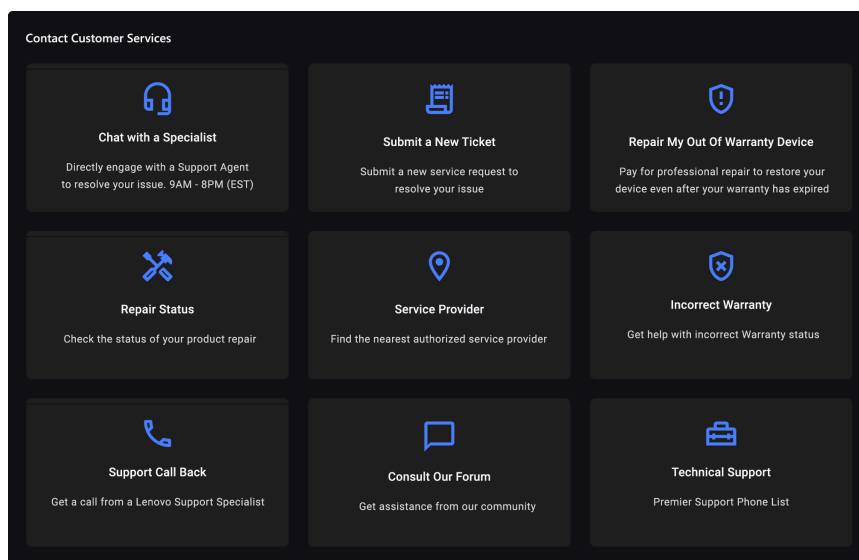 Contact Customer Services
Chat with a Specialist
Directly engage with a Support Agent
to resolve your issue. 9AM - 8PM (EST)
Submit a New Ticket
Submit a new service request to
resolve your issue
Repair My Out Of Warranty Device
Pay for professional repair to restore your
device even after your warranty has expired
Repair Status
Check the status of your product repair
Service Provider
Find the nearest authorized service provider
Incorrect Warranty
Get help with incorrect Warranty status
Support Call Back
Get a call from a Lenovo Support Specialist
Consult Our Forum
Get assistance from our community
Technical Support
Premier Support Phone List